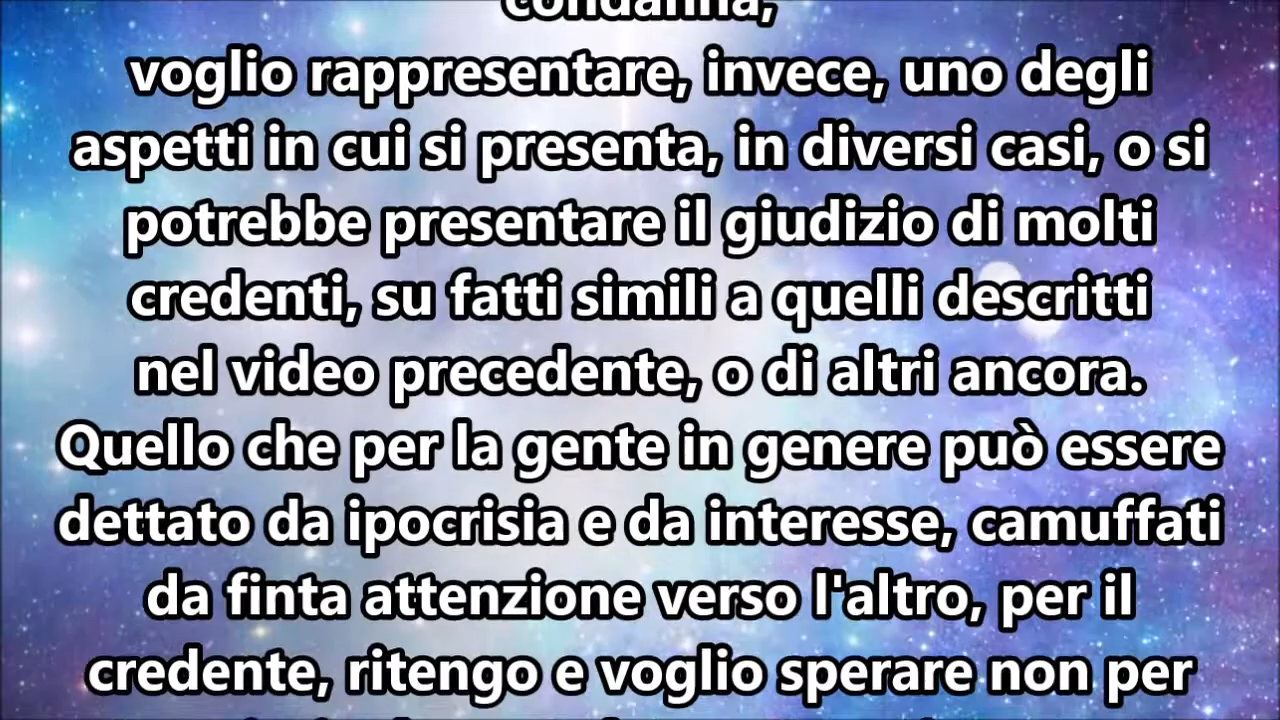 condanna,
voglio rappresentare, invece, uno degli
aspetti in cui si presenta, in diversi casi, o si
potrebbe presentare il giudizio di molti
credenti, su fatti simili a quelli descritti
nel video precedente, o di altri ancora.
Quello che per la gente in genere può essere
dettato da ipocrisia e da interesse, camuffati
da finta attenzione verso l'altro, per il
credente, ritengo e voglio sperare non per